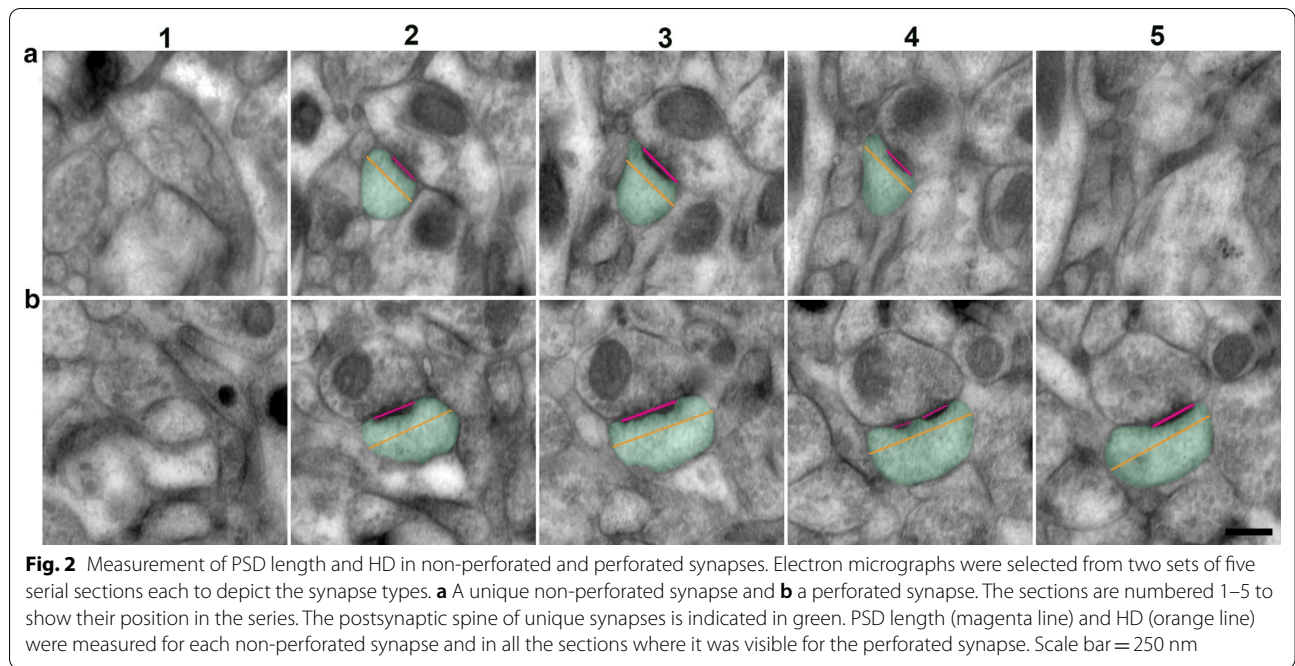 1 2 3 4 5
a
b
Fig. 2 Measurement of PSD length and HD in non-perforated and perforated synapses. Electron micrographs were selected from two sets of five
serial sections each to depict the synapse types. a A unique non-perforated synapse and b a perforated synapse. The sections are numbered 1–5 to
show their position in the series. The postsynaptic spine of unique synapses is indicated in green. PSD length (magenta line) and HD (orange line)
were measured for each non-perforated synapse and in all the sections where it was visible for the perforated synapse. Scale bar = 250 nm